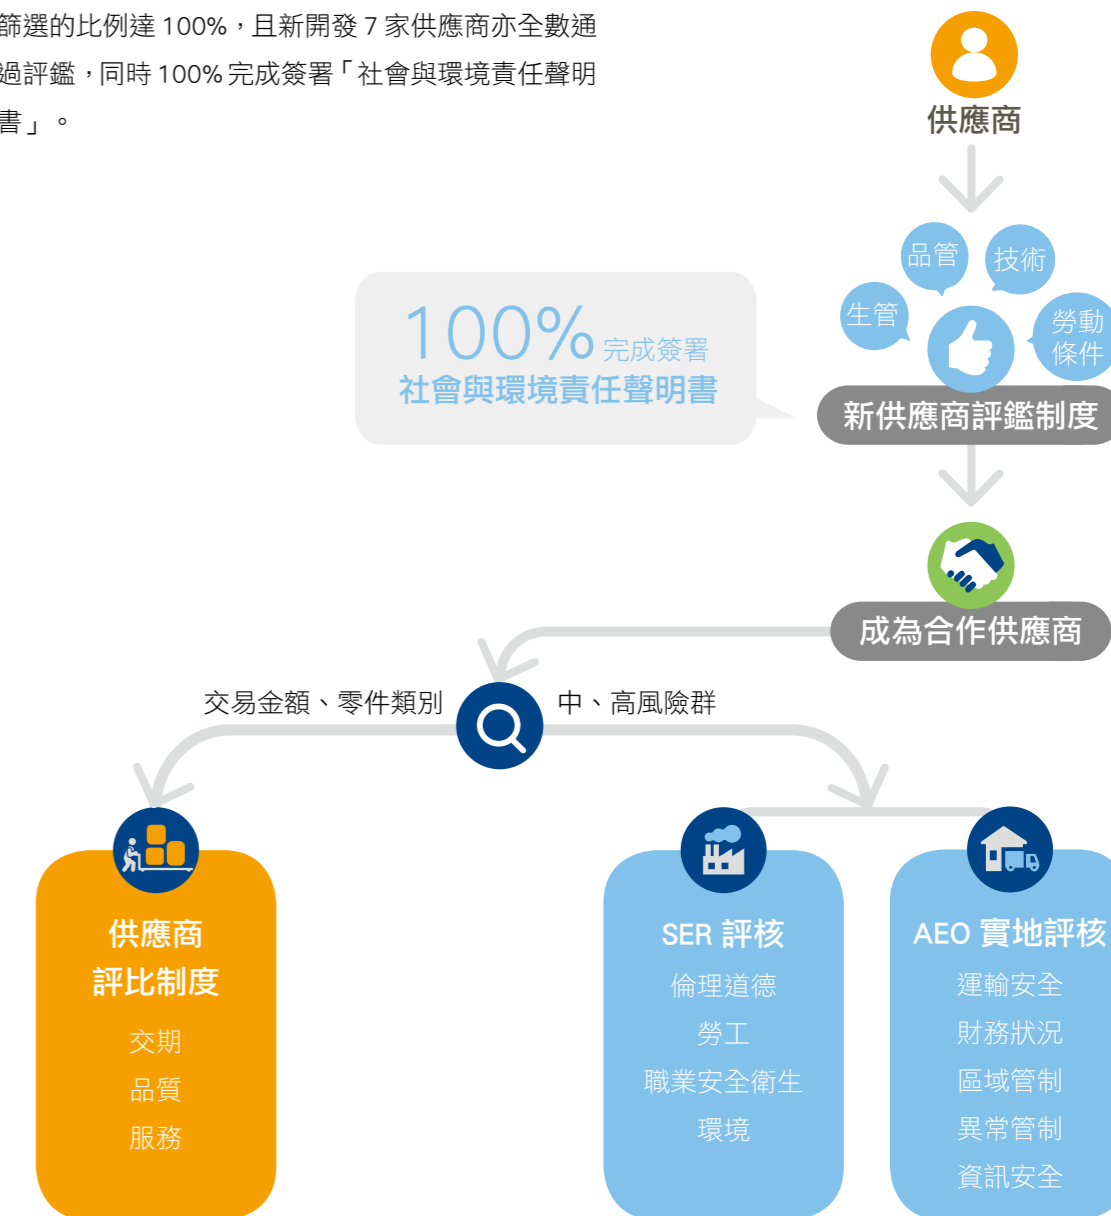 篩選的比例達 100%，且新開發 7 家供應商亦全數通
過評鑑，同時 100% 完成簽署「社會與環境責任聲明
書」。
供應商
品管
技術
生管
勞動
條件
100% 完成簽署
社會與環境責任聲明書
新供應商評鑑制度
成為合作供應商
交易金額、零件類別
中、高風險群
供應商
評比制度
交期
品質
服務
SER 評核
倫理道德
勞工
職業安全衛生
環境
AEO 實地評核
運輸安全
財務狀況
區域管制
異常管制
資訊安全